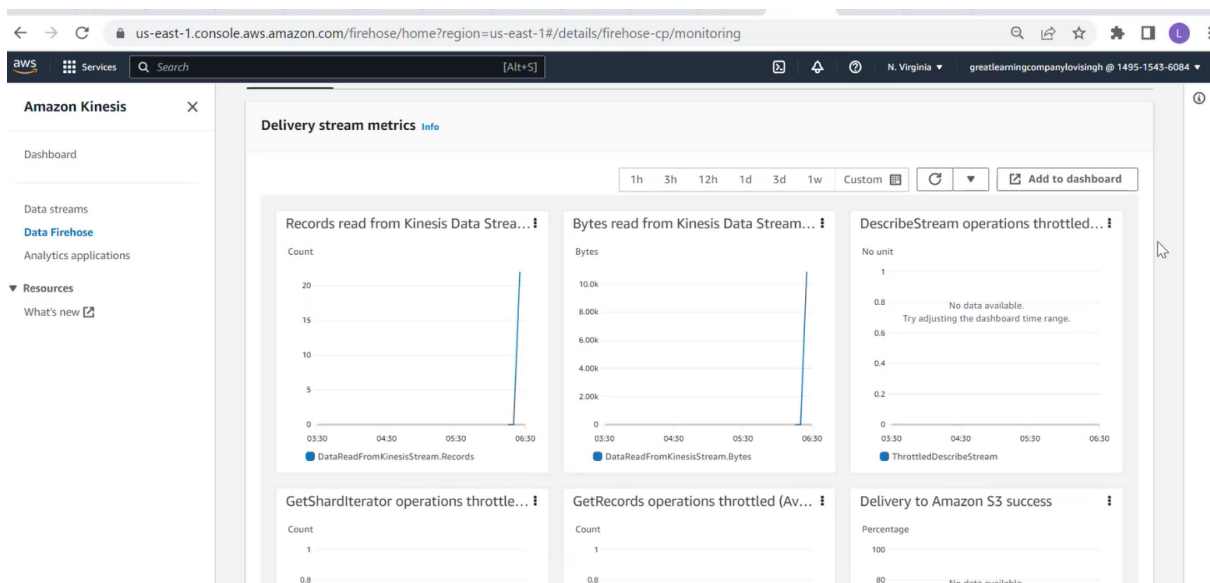 us-east-1.console.aws.amazon.com/firehose/home?region=us-east-1#/details/firehose-cp/monitoring
L
aws
Services
Search
[Alt+S]
N. Virginia
greatlearningcompanylovisingh @ 1495-1543-6084
Amazon Kinesis
Dashboard
Data streams
Data Firehose
Analytics applications
Resources
What's new
Delivery stream metrics Info
1h 3h 12h 1d 3d 1w Custom
Add to dashboard
Records read from Kinesis Data Strea...
Count
20
15
10
5
0
03:30 04:30 05:30 06:30
DataReadFromKinesisStream.Records
Bytes read from Kinesis Data Stream...
Bytes
10.0k
8.00k
6.00k
4.00k
2.00k
0
03:30 04:30 05:30 06:30
DataReadFromKinesisStream.Bytes
DescribeStream operations throttled...
No unit
1
0.8
No data available.
Try adjusting the dashboard time range.
0.6
0.4
0.2
0
03:30 04:30 05:30 06:30
ThrottledDescribeStream
GetShardIterator operations throttle...
Count
1
0.8
GetRecords operations throttled (Av...
Count
1
0.8
Delivery to Amazon S3 success
Percentage
100
80
No data available